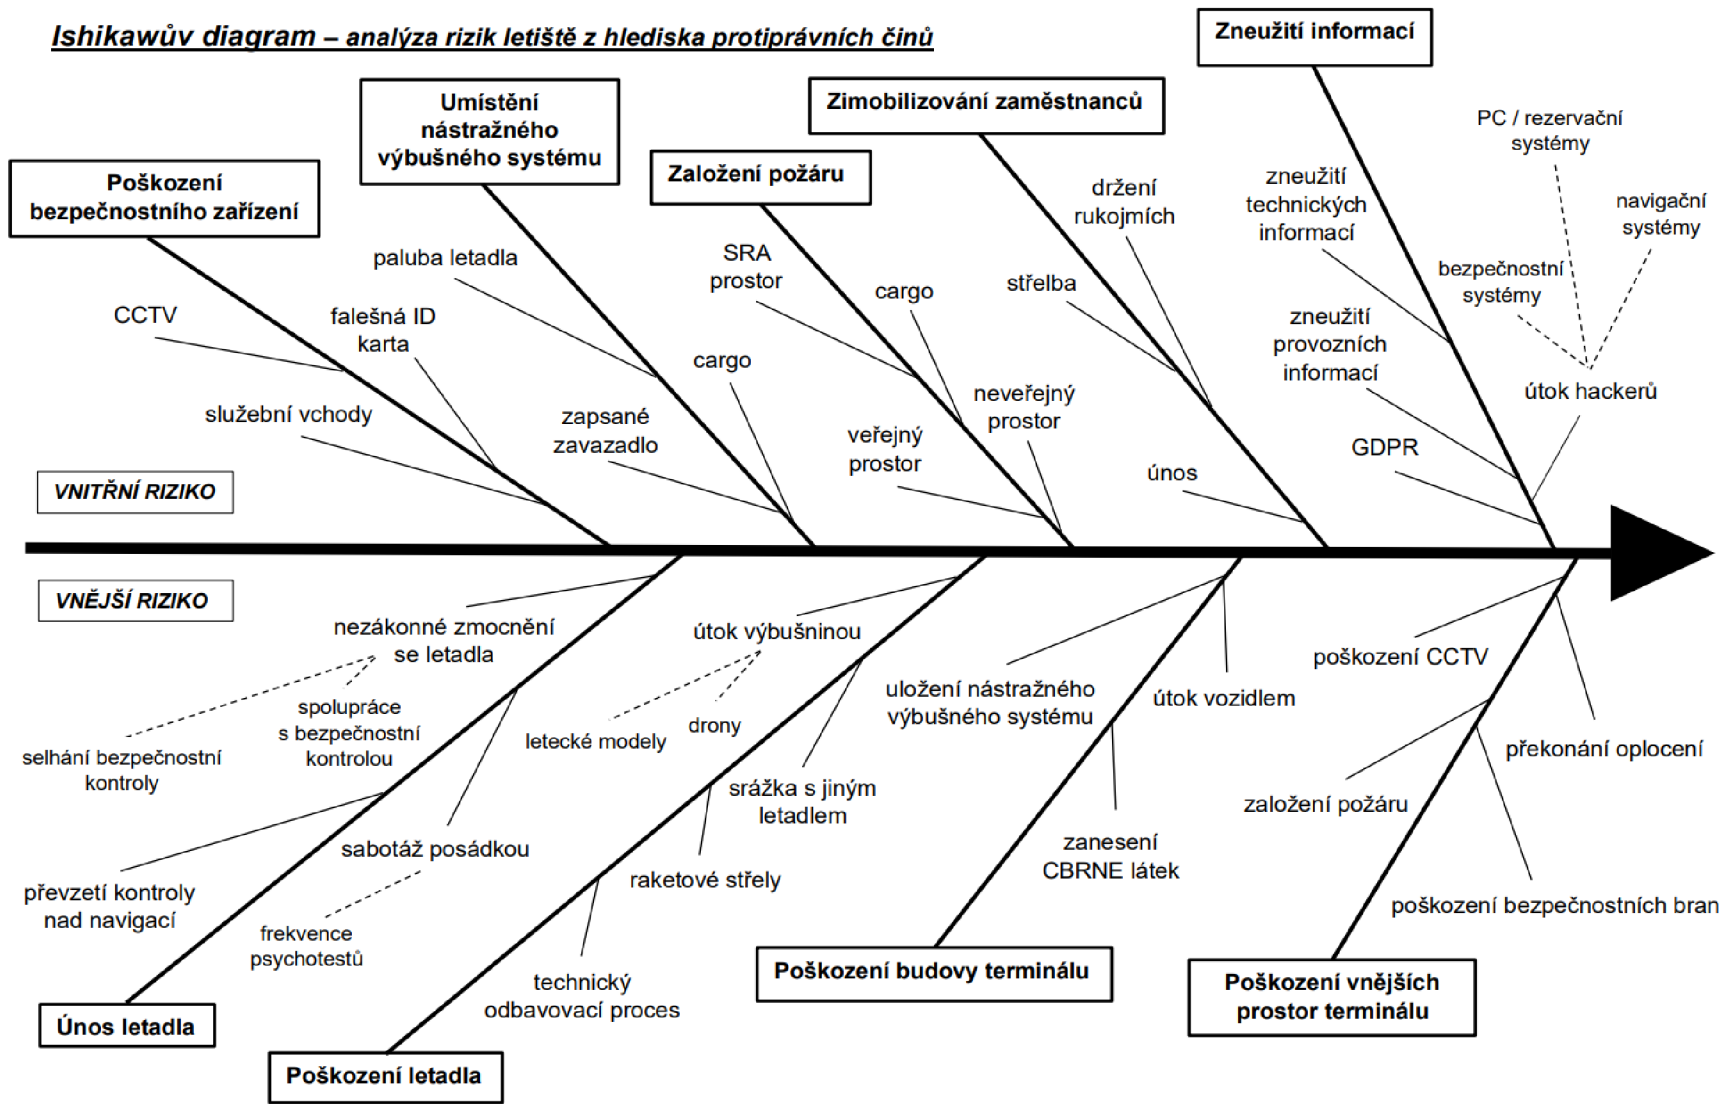 Ishikawův diagram – analýza rizik letiště z hlediska protiprávních činů
Zneužití informací
Umístění
nástražného
výbušného systému
Zimobilizování zaměstnanců
Založení požáru
Poškození
bezpečnostního zařízení
PC / rezervační
systémy
zneužití
technických
informací
navigační
systémy
držení
rukojmích
paluba letadla
SRA
prostor
cargo
střelba
bezpečnostní
systémy
CCTV
falešná ID
karta
zneužití
provozních
informací
cargo
neveřejný
prostor
útok hackerů
služební vchody
zapsané
zavazadlo
veřejný
prostor
GDPR
únos
VNITŘNÍ RIZIKO
VNĚJŠÍ RIZIKO
nezákonné zmocnění
se letadla
útok výbušninou
poškození CCTV
uložení nástražného
výbušného systému
útok vozidlem
spolupráce
s bezpečnostní
kontrolou
selhání bezpečnostní
kontroly
letecké modely
drony
překonání oplocení
srážka s jiným
letadlem
založení požáru
sabotáž posádkou
zanesení
CBRNE látek
raketové střely
převzetí kontroly
nad navigací
poškození bezpečnostních bran
frekvence
psychotestů
technický
odbavovací proces
Poškození budovy terminálu
Poškození vnějších
prostor terminálu
Únos letadla
Poškození letadla